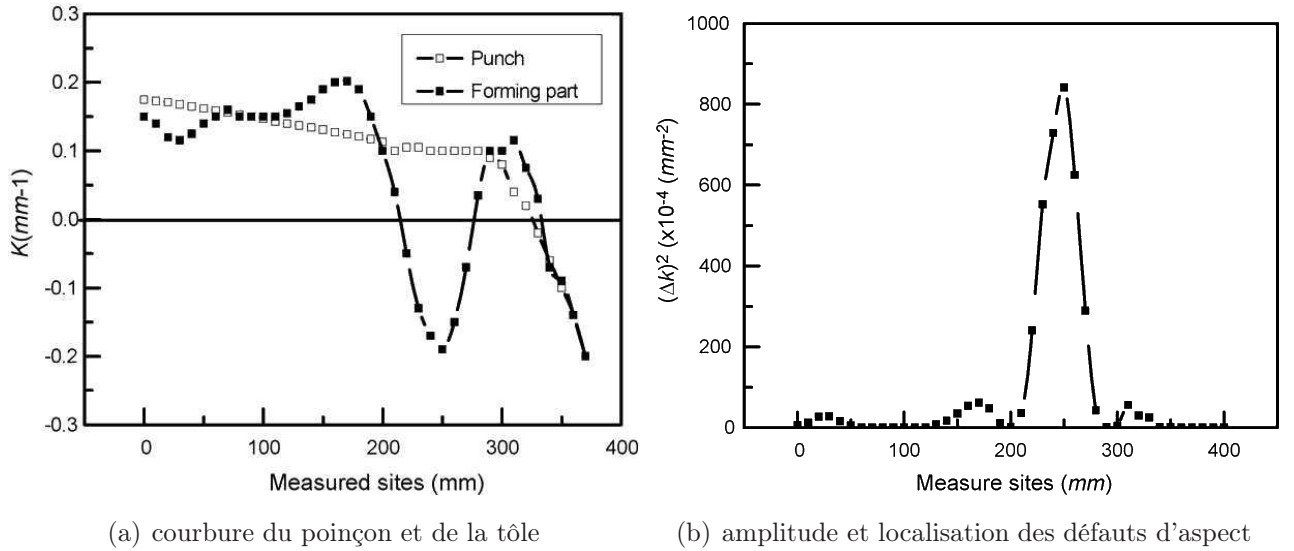 0.3
0.2
0.1
0.0
-0.1
-0.2
-0.3
K(mm-1)
Punch
Forming part
0 100 200 300 400
Measured sites (mm)
(a) courbure du poinçon et de la tôle
1000
800
600
400
200
0
(Δk)² (x10⁻⁴ (mm⁻²)
0 100 200 300 400
Measure sites (mm)
(b) amplitude et localisation des défauts d'aspect